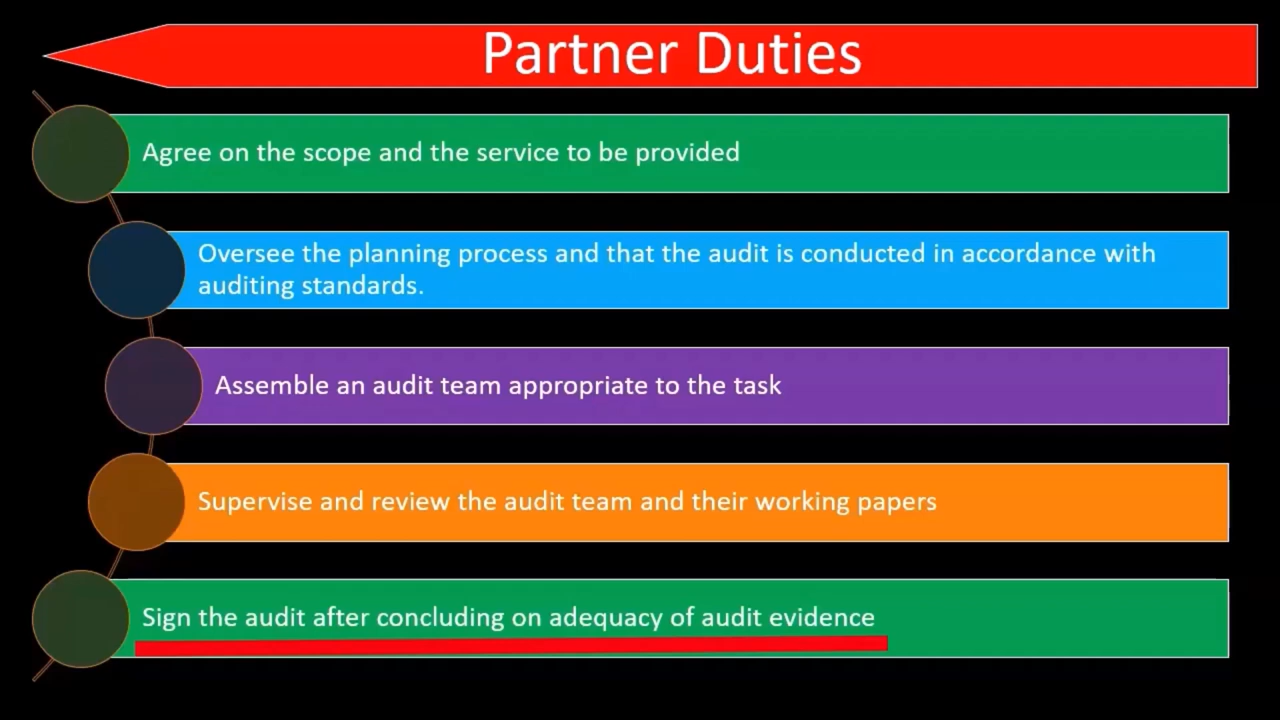 Partner Duties
Agree on the scope and the service to be provided
Oversee the planning process and that the audit is conducted in accordance with
auditing standards.
Assemble an audit team appropriate to the task
Supervise and review the audit team and their working papers
Sign the audit after concluding on adequacy of audit evidence